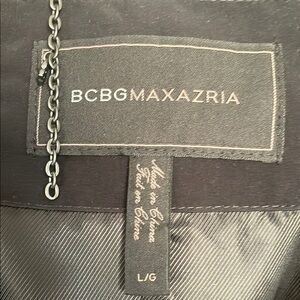 BCBGMAXAZRIA
Made in China
Fait en Chine
L/G